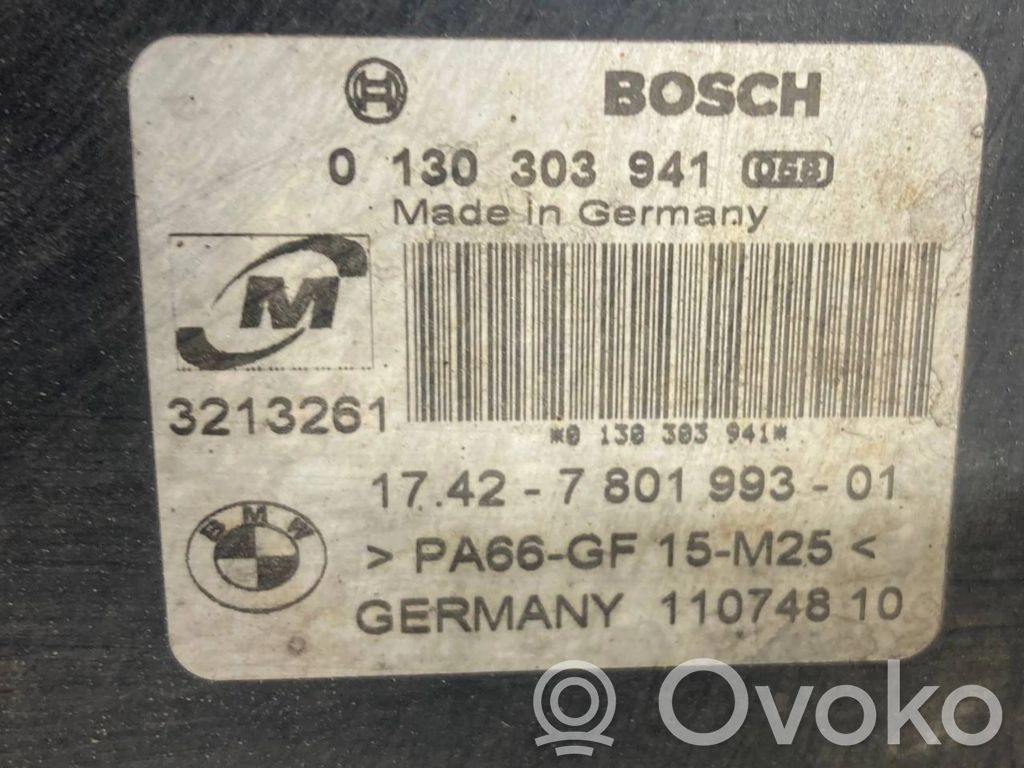 BOSCH
0 130 303 941 058
Made in Germany
M
3213261
*0 130 303 941*
17.42 - 7 801 993 - 01
BMW
> PA66-GF 15-M25 <
GERMANY 110748 10
Ovoko